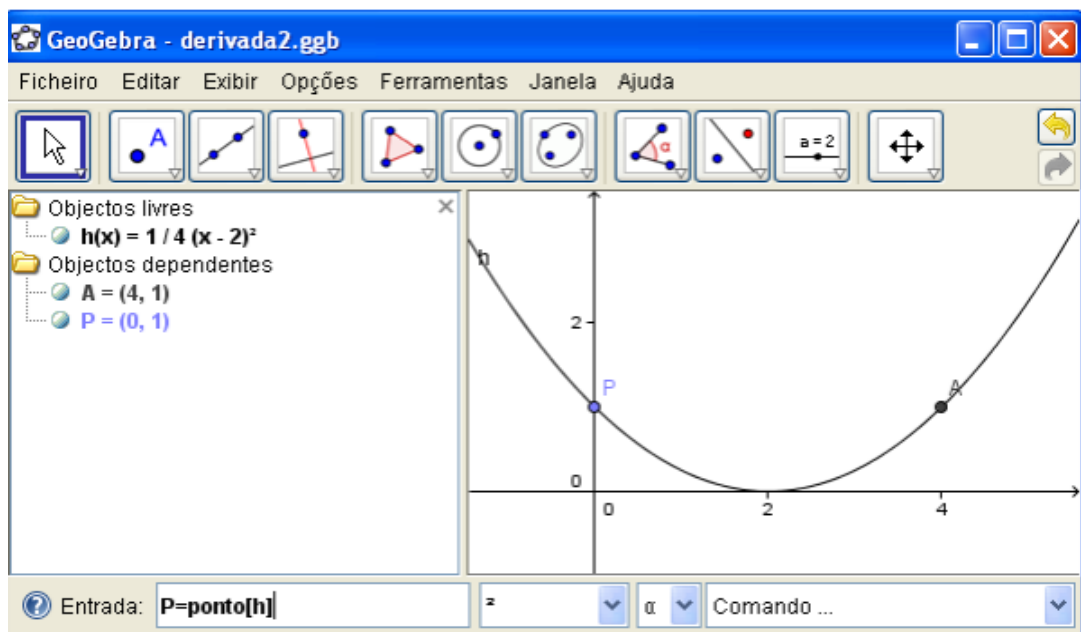 GeoGebra - derivada2.ggb
Ficheiro Editar Exibir Opções Ferramentas Janela Ajuda
A α a = 2
Objectos livres
h(x) = 1 / 4 (x - 2)²
Objectos dependentes
A = (4, 1)
P = (0, 1)
h
2
P A
0
0 2 4
Entrada: P=ponto[h] ² α Comando ...